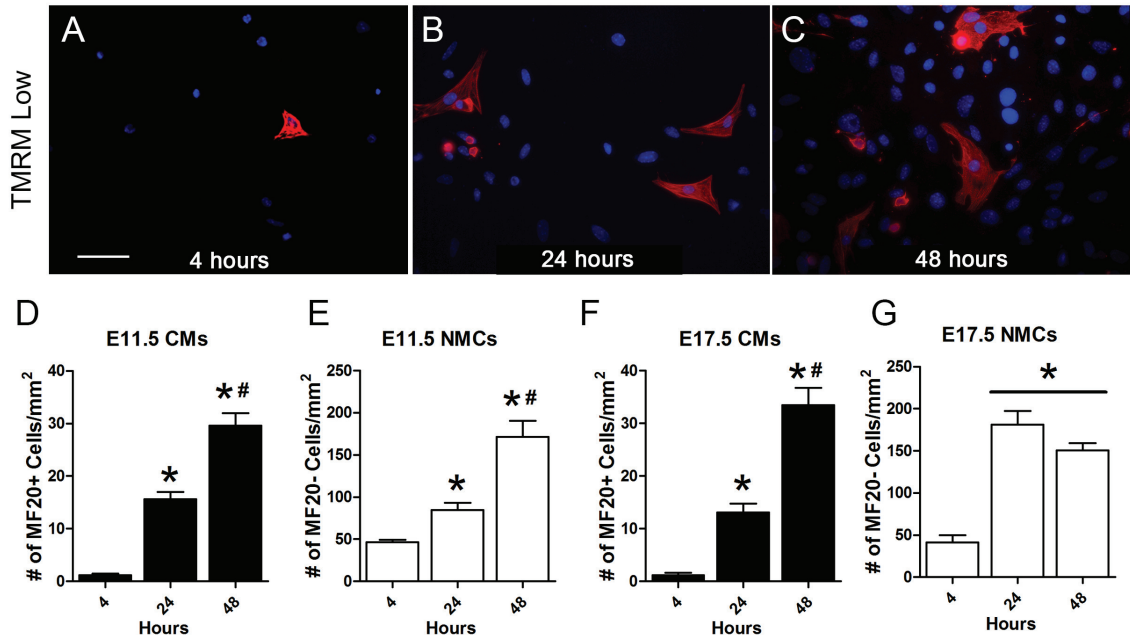 TMRM Low
A
4 hours
B
24 hours
C
48 hours
D
E11.5 CMs
# of MF20+ Cells/mm²
40
30
20
10
0
*
* #
4
24
48
Hours
E
E11.5 NMCs
# of MF20- Cells/mm²
250
200
150
100
50
0
*
* #
4
24
48
Hours
F
E17.5 CMs
# of MF20+ Cells/mm²
40
30
20
10
0
*
* #
4
24
48
Hours
G
E17.5 NMCs
# of MF20- Cells/mm²
250
200
150
100
50
0
*
4
24
48
Hours